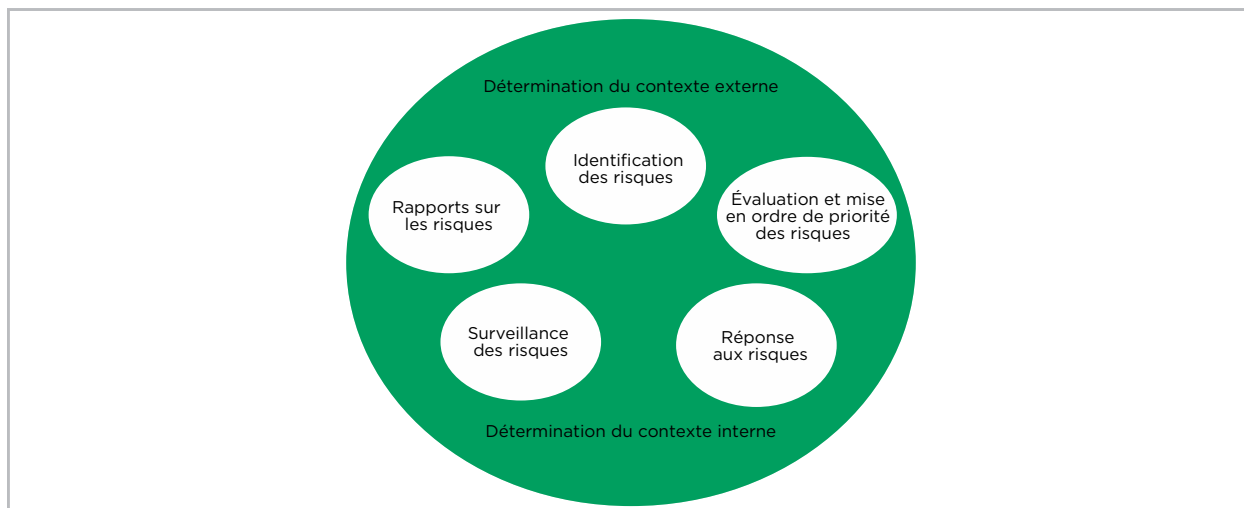 Détermination du contexte externe
Identification
des risques
Rapports sur
les risques
Évaluation et mise
en ordre de priorité
des risques
Surveillance
des risques
Réponse
aux risques
Détermination du contexte interne